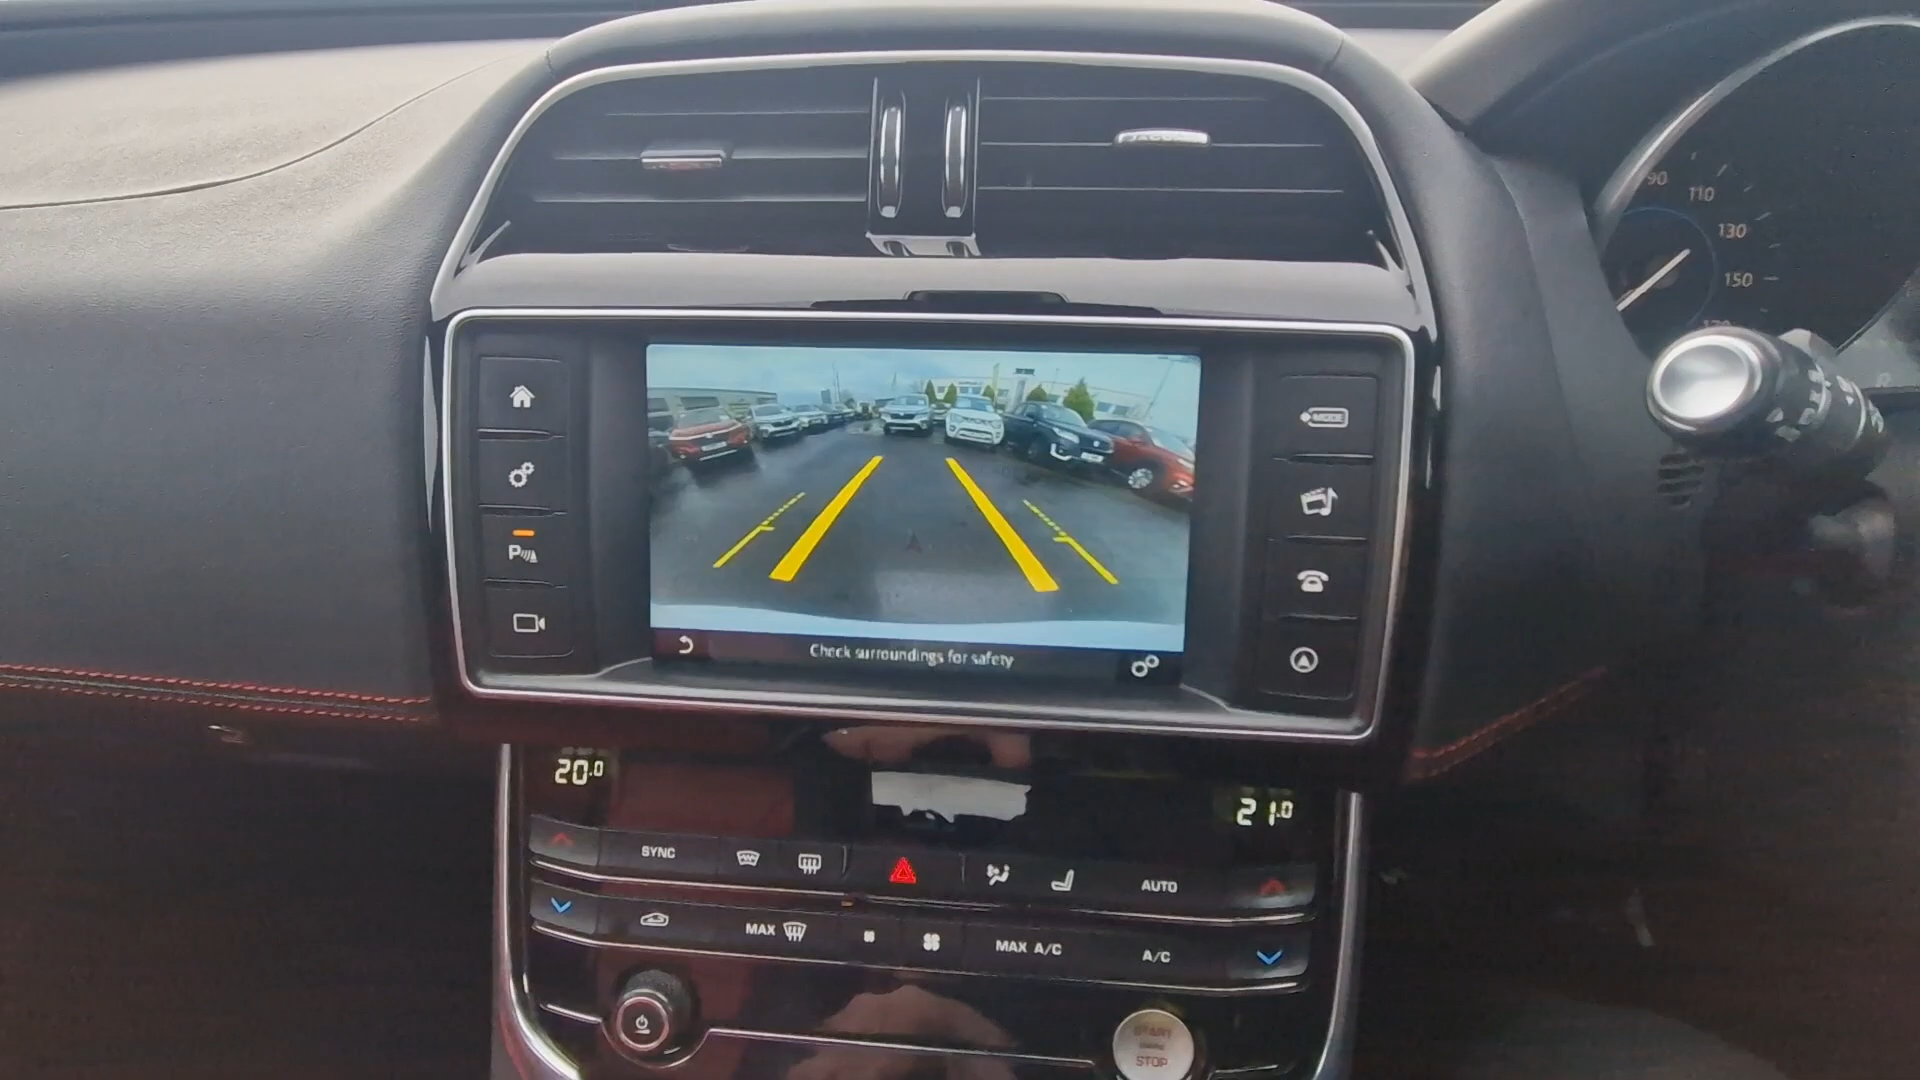 90
110
130
150
MODE
P
Check surroundings for safety
20.0
21.0
SYNC
AUTO
MAX
MAX A/C
A/C
START
STOP